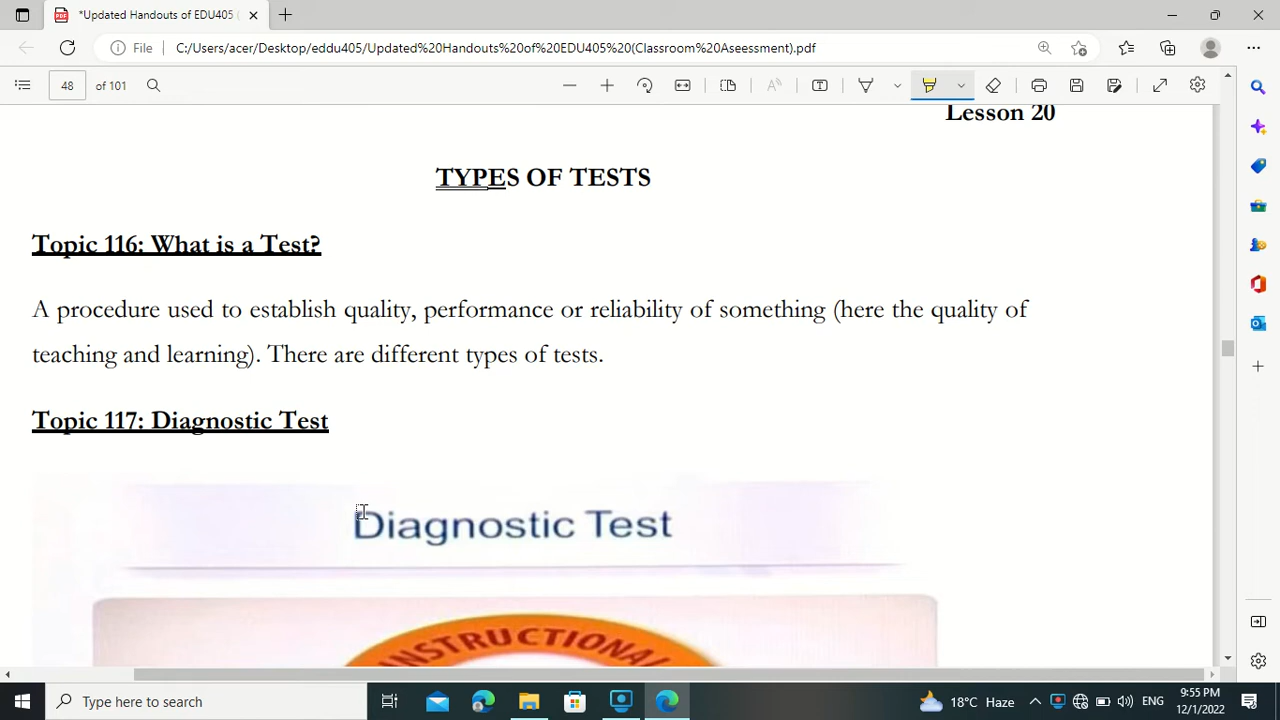 *Updated Handouts of EDU405 (
File
C:/Users/acer/Desktop/eddu405/Updated%20Handouts%20of%20EDU405%20(Classroom%20Aseessment).pdf
48 of 101
Lesson 20
TYPES OF TESTS
Topic 116: What is a Test?
A procedure used to establish quality, performance or reliability of something (here the quality of
teaching and learning). There are different types of tests.
Topic 117: Diagnostic Test
Diagnostic Test
INSTRUCTIONAL
Type here to search
18°C Haze
ENG
9:55 PM
12/1/2022